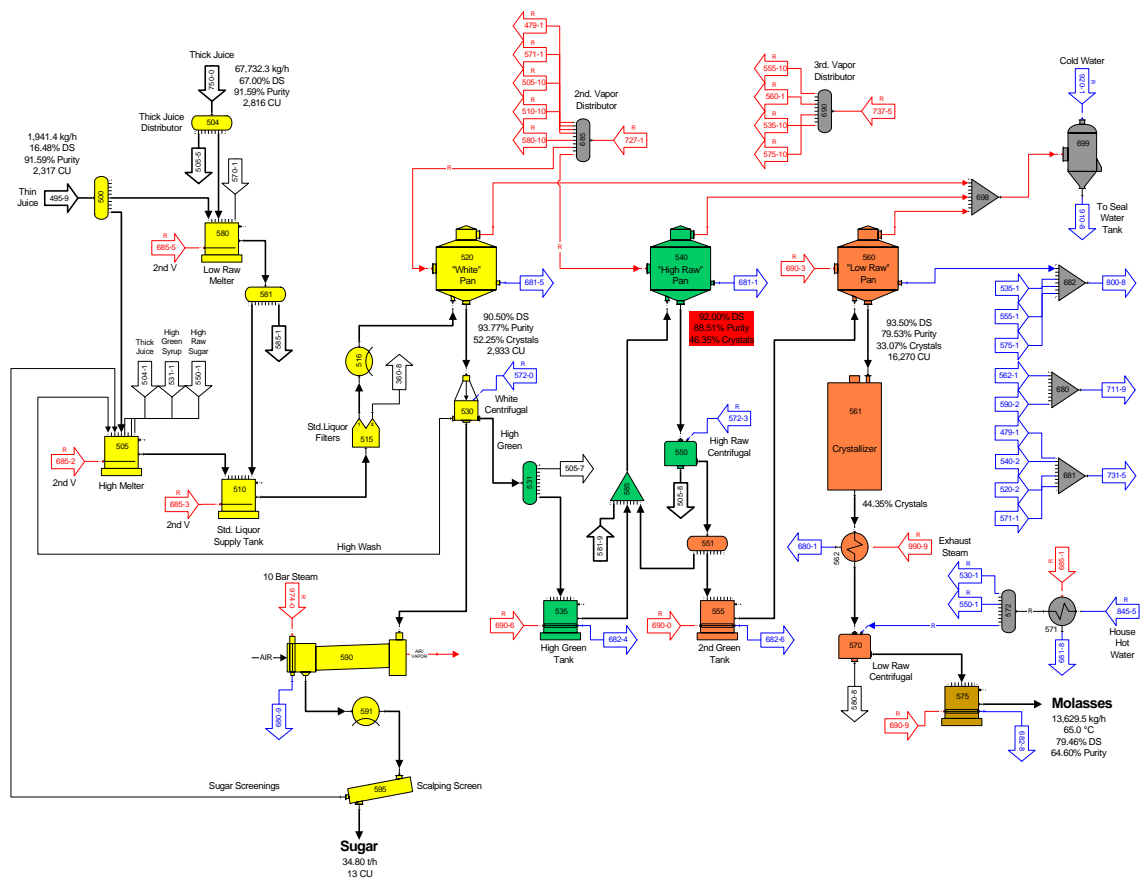 Thick Juice
67,732.3 kg/h
67.00% DS
91.59% Purity
2,816 CU
750-0
Thick Juice
Distributor
504
505-5
570-1
1,941.4 kg/h
16.48% DS
91.59% Purity
2,317 CU
Thin
Juice
495-9
500
R
685-5
2nd V
580
Low Raw
Melter
581
585-1
R
479-1
R
571-1
R
505-10
R
510-10
R
580-10
2nd. Vapor
Distributor
685
R
727-1
R
555-10
R
560-1
R
535-10
R
575-10
3rd. Vapor
Distributor
690
R
737-5
Cold Water
R
920-1
699
To Seal
Water
Tank
910-8
698
R
R
520
"White"
Pan
681-5
540
"High Raw"
Pan
681-1
R
690-3
560
"Low Raw"
Pan
90.50% DS
93.77% Purity
52.25% Crystals
2,933 CU
92.00% DS
88.51% Purity
46.35% Crystals
93.50% DS
79.53% Purity
33.07% Crystals
16,270 CU
535-1
555-1
575-1
682
800-8
562-1
590-2
680
711-9
479-1
540-2
520-2
571-1
681
731-5
Thick
Juice
High
Green
Syrup
High
Raw
Sugar
504-1
531-1
550-1
R
685-2
2nd V
505
High Melter
R
685-3
2nd V
510
Std. Liquor
Supply Tank
516
360-8
Std.Liquor
Filters
515
530
R
572-0
White
Centrifugal
High
Green
531
505-7
High Wash
585
581-9
R
572-3
High Raw
Centrifugal
550
505-8
551
561
Crystallizer
44.35% Crystals
680-1
562
R
990-9
Exhaust
Steam
R
690-6
535
High Green
Tank
682-4
R
690-0
555
2nd Green
Tank
682-6
530-1
550-1
572
R
R
R
685-1
571
681-8
R
845-5
House
Hot
Water
570
Low Raw
Centrifugal
580-8
R
690-9
575
682-8
Molasses
13,629.5 kg/h
65.0 °C
79.46% DS
64.60% Purity
10 Bar Steam
R
974-0
AIR
590
AIR/
VAPOR
680-9
591
Sugar Screenings
595
Scalping Screen
Sugar
34.80 t/h
13 CU